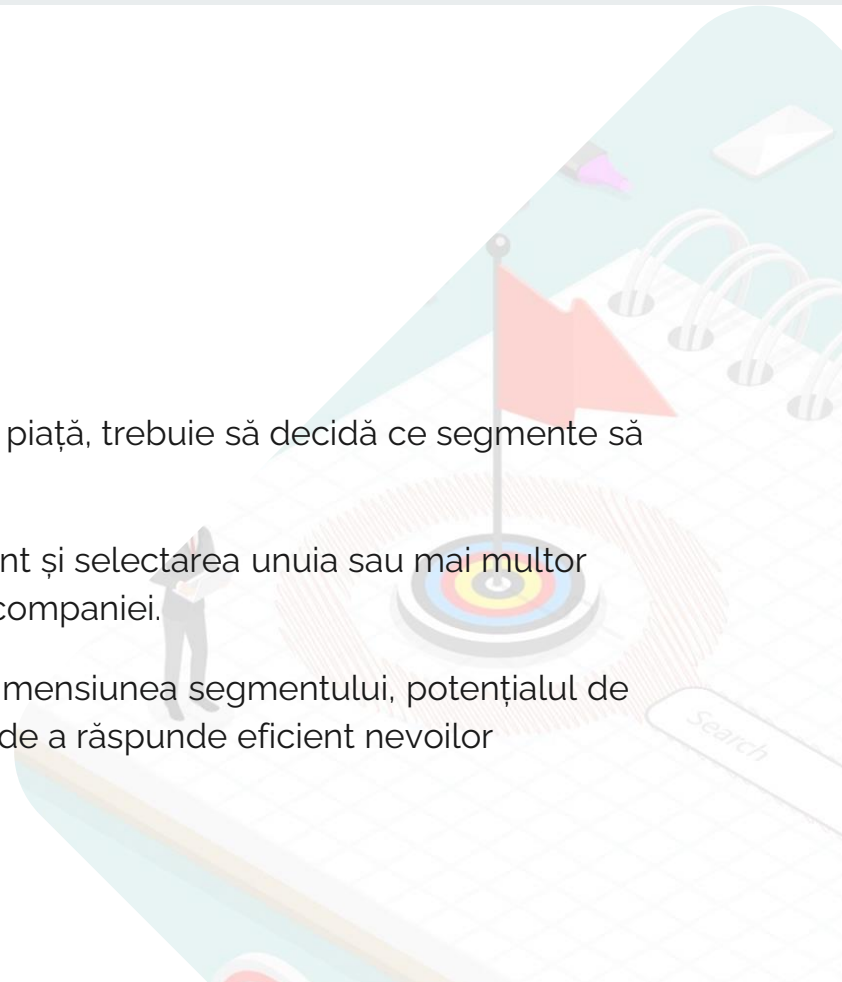 piață, trebuie să decidă ce segmente să
nt și selectarea unuia sau mai multor
companiei.
mensiunea segmentului, potențialul de
de a răspunde eficient nevoilor
Search